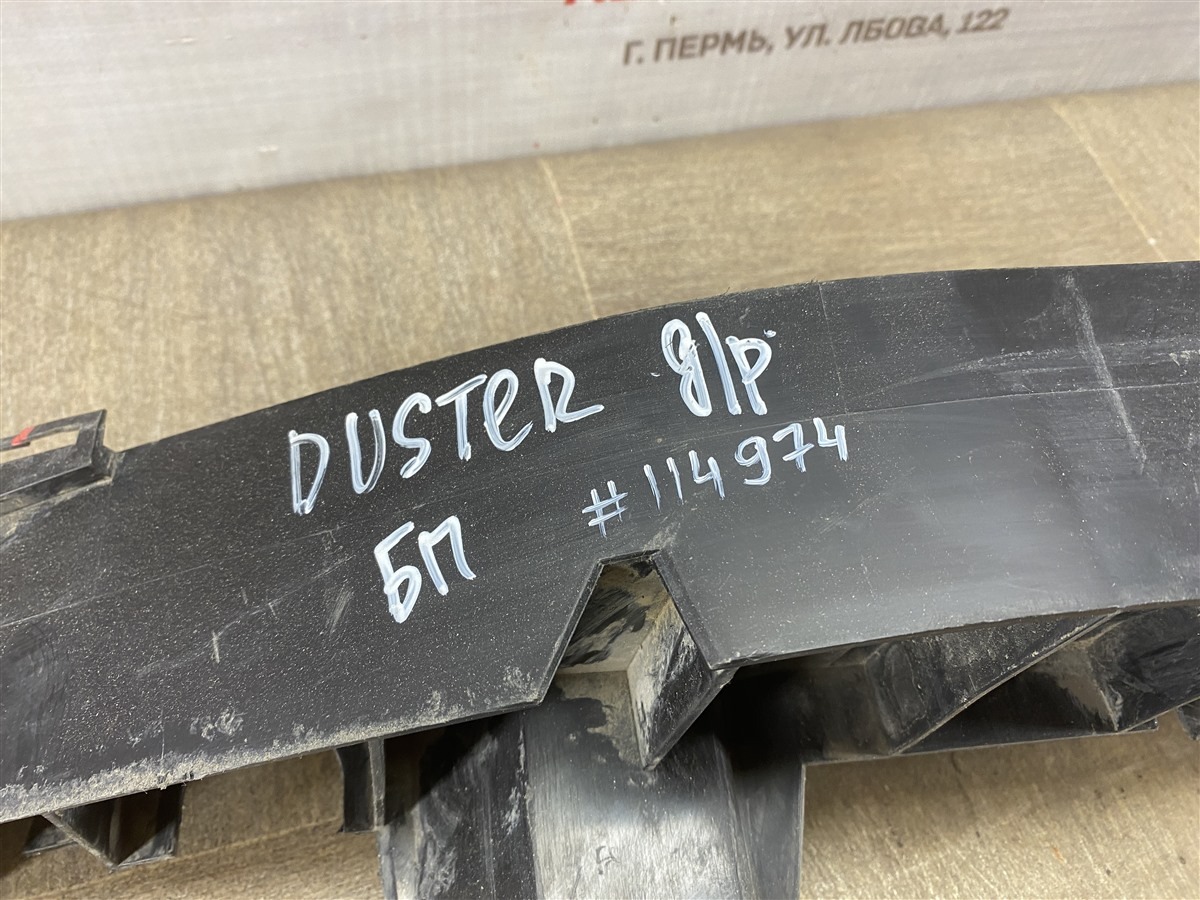 Г. ПЕРМЬ, УЛ. ЛБОВА, 122
DUSTER 8/р
#114974
БП